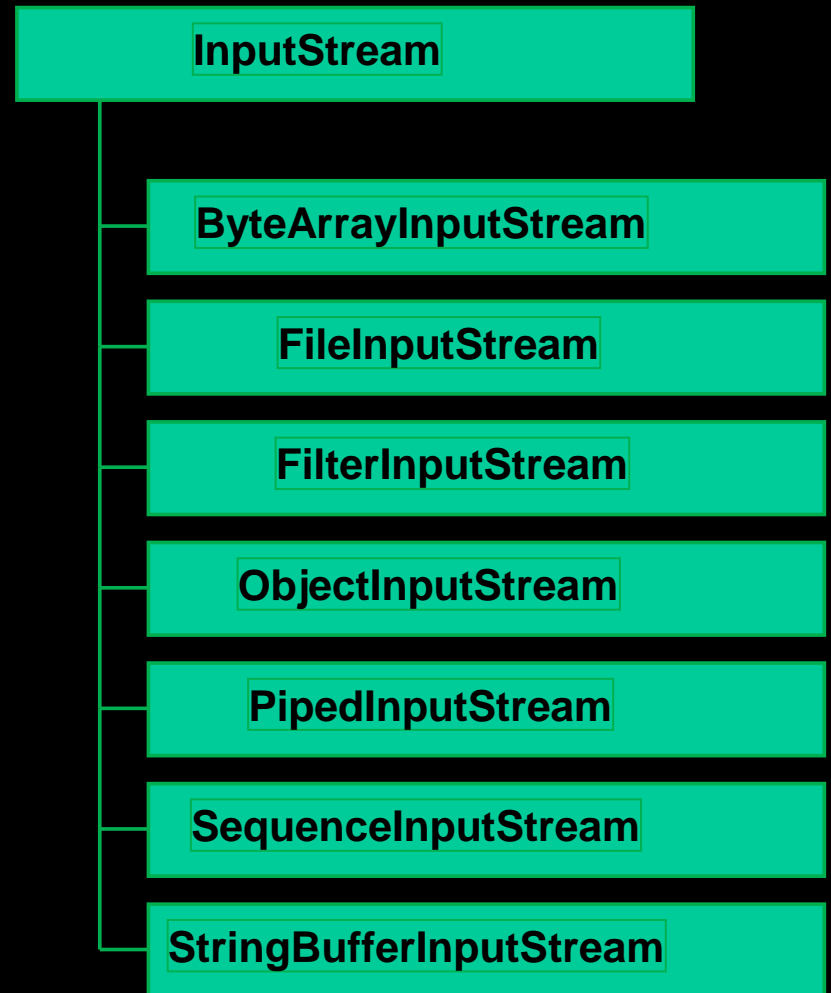 InputStream
ByteArrayInputStream
FileInputStream
FilterInputStream
ObjectInputStream
PipedInputStream
SequenceInputStream
StringBufferInputStream